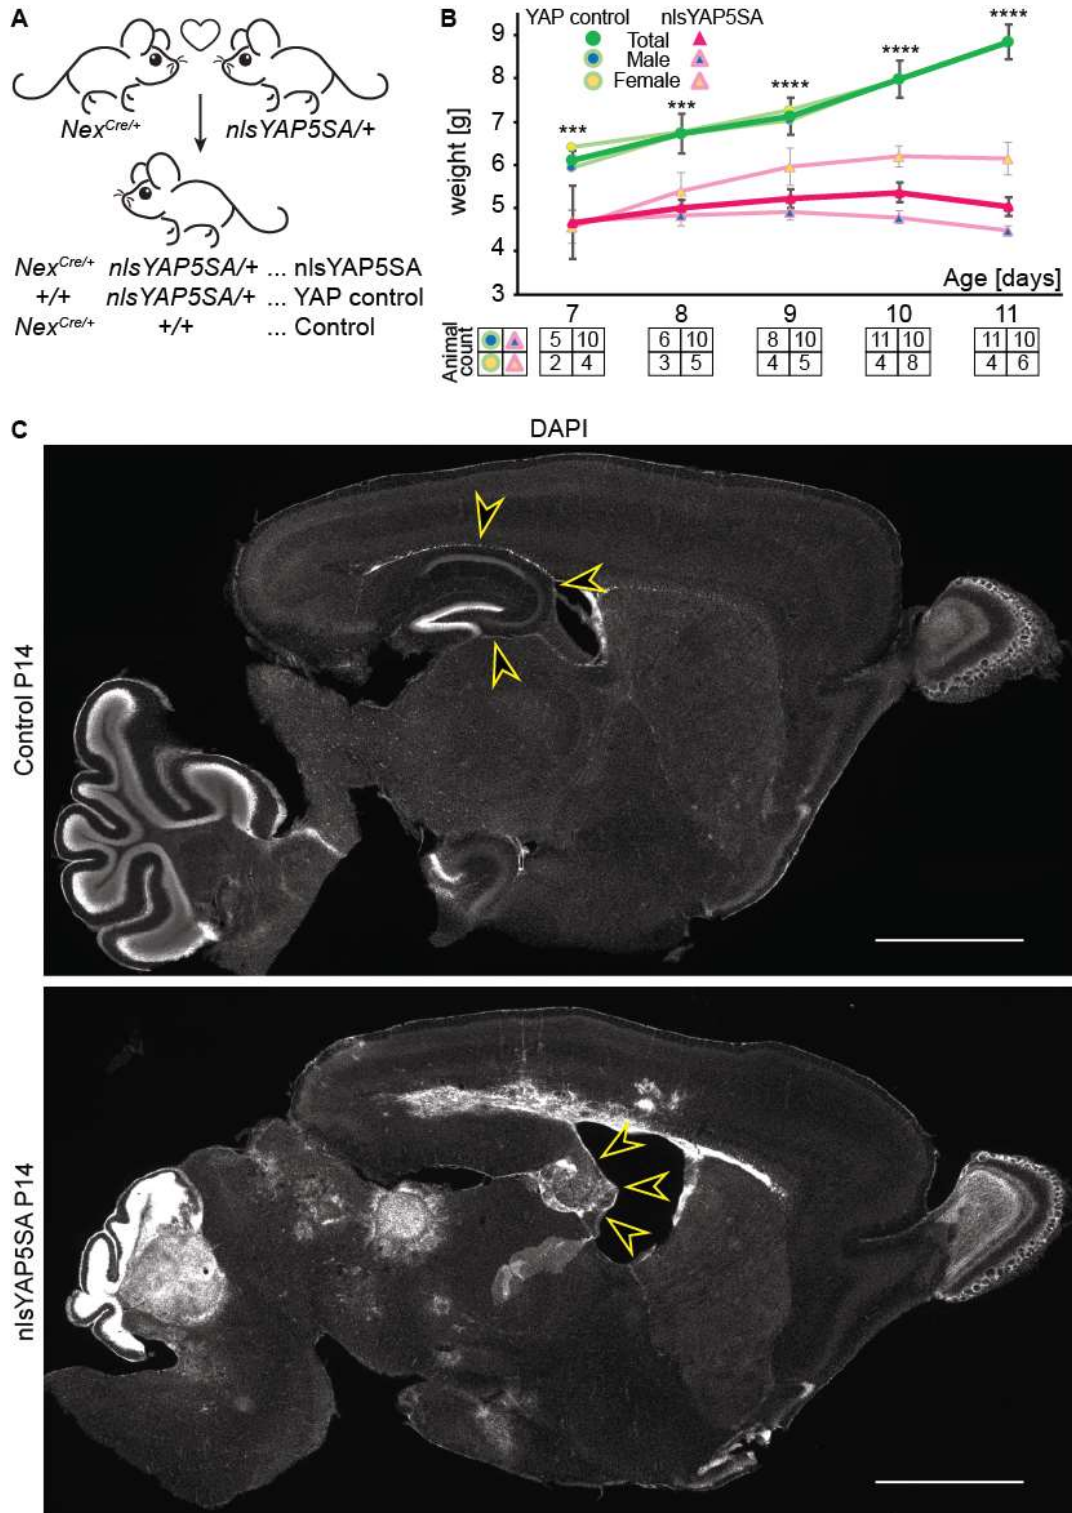 A
Nex^Cre/+ nlsYAP5SA/+
Nex^Cre/+ nlsYAP5SA/+ ... nlsYAP5SA
+/+ nlsYAP5SA/+ ... YAP control
Nex^Cre/+ +/+ ... Control
B
YAP control nlsYAP5SA
Total
Male
Female
weight [g]
9
8
7
6
5
4
3
***
***
****
****
****
Age [days]
7 8 9 10 11
Animal count
5 10 6 10 8 10 11 10 11 10
2 4 3 5 4 5 4 8 4 6
C
DAPI
Control P14
nlsYAP5SA P14